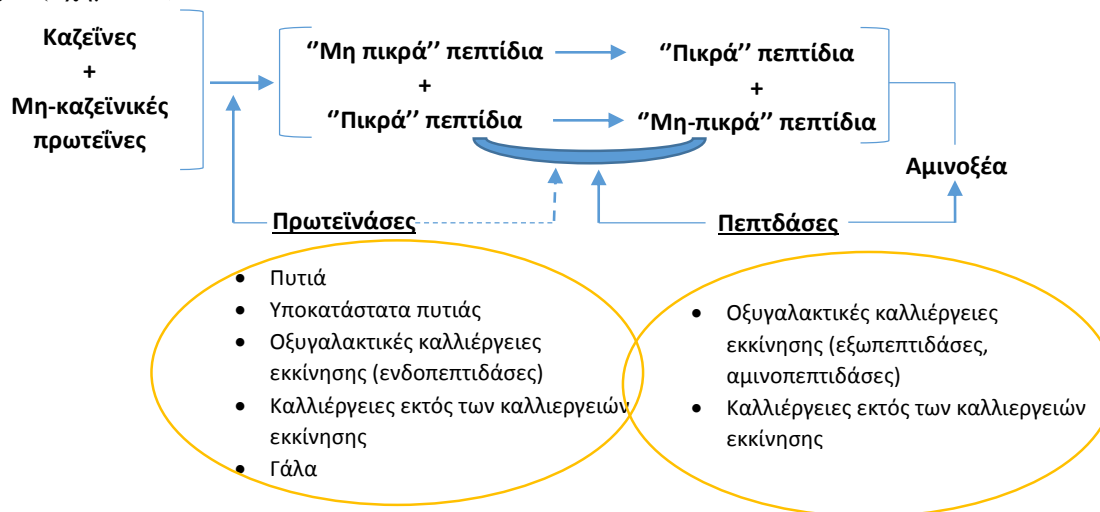 Καζεΐνες
+
Μη-καζεϊνικές
πρωτεΐνες
‘’Μη πικρά’’ πεπτίδια
+
‘’Πικρά’’ πεπτίδια
‘’Πικρά’’ πεπτίδια
+
‘’Μη-πικρά’’ πεπτίδια
Αμινοξέα
Πρωτεϊνάσες
Πεπτδάσες
• Πυτιά
• Υποκατάστατα πυτιάς
• Οξυγαλακτικές καλλιέργειες
εκκίνησης (ενδοπεπτιδάσες)
• Καλλιέργειες εκτός των καλλιεργειών
εκκίνησης
• Γάλα
• Οξυγαλακτικές καλλιέργειες
εκκίνησης (εξωπεπτιδάσες,
αμινοπεπτιδάσες)
• Καλλιέργειες εκτός των καλλιεργειών
εκκίνησης